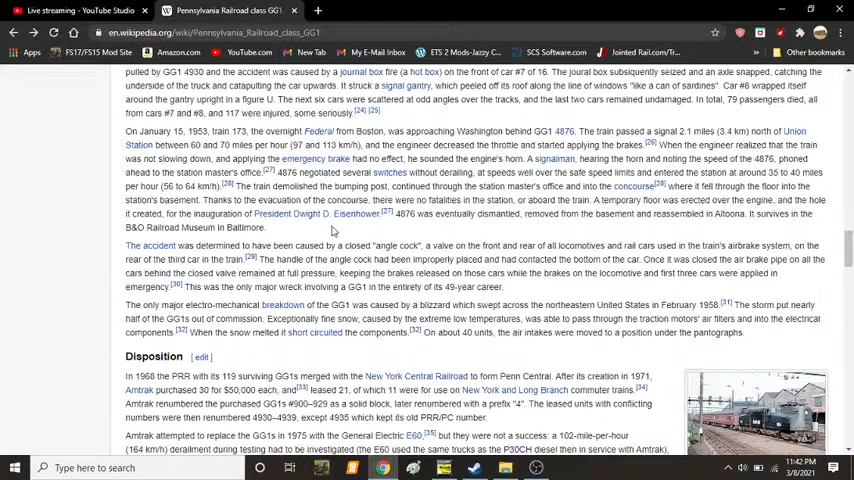 Live streaming - YouTube Studio
Pennsylvania Railroad class GG1
en.wikipedia.org/wiki/Pennsylvania_Railroad_class_GG1
Apps FS17/FS15 Mod Site Amazon.com YouTube.com New Tab My E-mail Inbox ETS 2 Mods-Jazzy C... SCS Software.com Jointed Rail.com/Tr... Other bookmarks
pulled by GG1 4930 and the accident was caused by a journal box fire (a hot box) on the front of car #7 of 16. The joural box subsiquently seized and an axle snapped, catching the
underside of the truck and catapulting the car upwards. It struck a signal gantry, which peeled off its roof along the line of windows "like a can of sardines". Car #8 wrapped itself
around the gantry upright in a figure U. The next six cars were scattered at odd angles over the tracks, and the last two cars remained undamaged. In total, 79 passengers died, all
from cars #7 and #8, and 117 were injured, some seriously.[24] [25]
On January 15, 1953, train 173, the overnight Federal from Boston, was approaching Washington behind GG1 4876. The train passed a signal 2.1 miles (3.4 km) north of Union
Station between 60 and 70 miles per hour (97 and 113 km/h), and the engineer decreased the throttle and started applying the brakes.[26] When the engineer realized that the train
was not slowing down, and applying the emergency brake had no effect, he sounded the engine's horn. A signalman, hearing the horn and noting the speed of the 4876, phoned
ahead to the station master's office.[27] 4876 negotiated several switches without derailing, at speeds well over the safe speed limits and entered the station at around 35 to 40 miles
per hour (56 to 64 km/h).[28] The train demolished the bumping post, continued through the station master's office and into the concourse[28] where it fell through the floor into the
station's basement. Thanks to the evacuation of the concourse, there were no fatalities in the station, or aboard the train. A temporary floor was erected over the engine, and the hole
it created, for the inauguration of President Dwight D. Eisenhower.[27] 4876 was eventually dismantled, removed from the basement and reassembled in Altoona. It survives in the
B&O Railroad Museum in Baltimore.
The accident was determined to have been caused by a closed "angle cock", a valve on the front and rear of all locomotives and rail cars used in the train's airbrake system, on the
rear of the third car in the train.[29] The handle of the angle cock had been improperly placed and had contacted the bottom of the car. Once it was closed the air brake pipe on all the
cars behind the closed valve remained at full pressure, keeping the brakes released on those cars while the brakes on the locomotive and first three cars were applied in
emergency.[30] This was the only major wreck involving a GG1 in the entirety of its 49-year career.
The only major electro-mechanical breakdown of the GG1 was caused by a blizzard which swept across the northeastern United States in February 1958.[31] The storm put nearly
half of the GG1s out of commission. Exceptionally fine snow, caused by the extreme low temperatures, was able to pass through the traction motors' air filters and into the electrical
components.[32] When the snow melted it short circuited the components.[32] On about 40 units, the air intakes were moved to a position under the pantographs.
Disposition [ edit ]
In 1968 the PRR with its 119 surviving GG1s merged with the New York Central Railroad to form Penn Central. After its creation in 1971,
Amtrak purchased 30 for $50,000 each, and[33] leased 21, of which 11 were for use on New York and Long Branch commuter trains.[34]
Amtrak renumbered the purchased GG1s #900–929 as a solid block, later renumbered with a prefix "4". The leased units with conflicting
numbers were then renumbered 4930–4939, except 4935 which kept its old PRR/PC number.
Amtrak attempted to replace the GG1s in 1975 with the General Electric E60,[35] but they were not a success: a 102-mile-per-hour
(164 km/h) derailment during testing had to be investigated (the E60 used the same trucks as the P30CH diesel then in service with Amtrak),
Type here to search
11:42 PM
3/8/2021